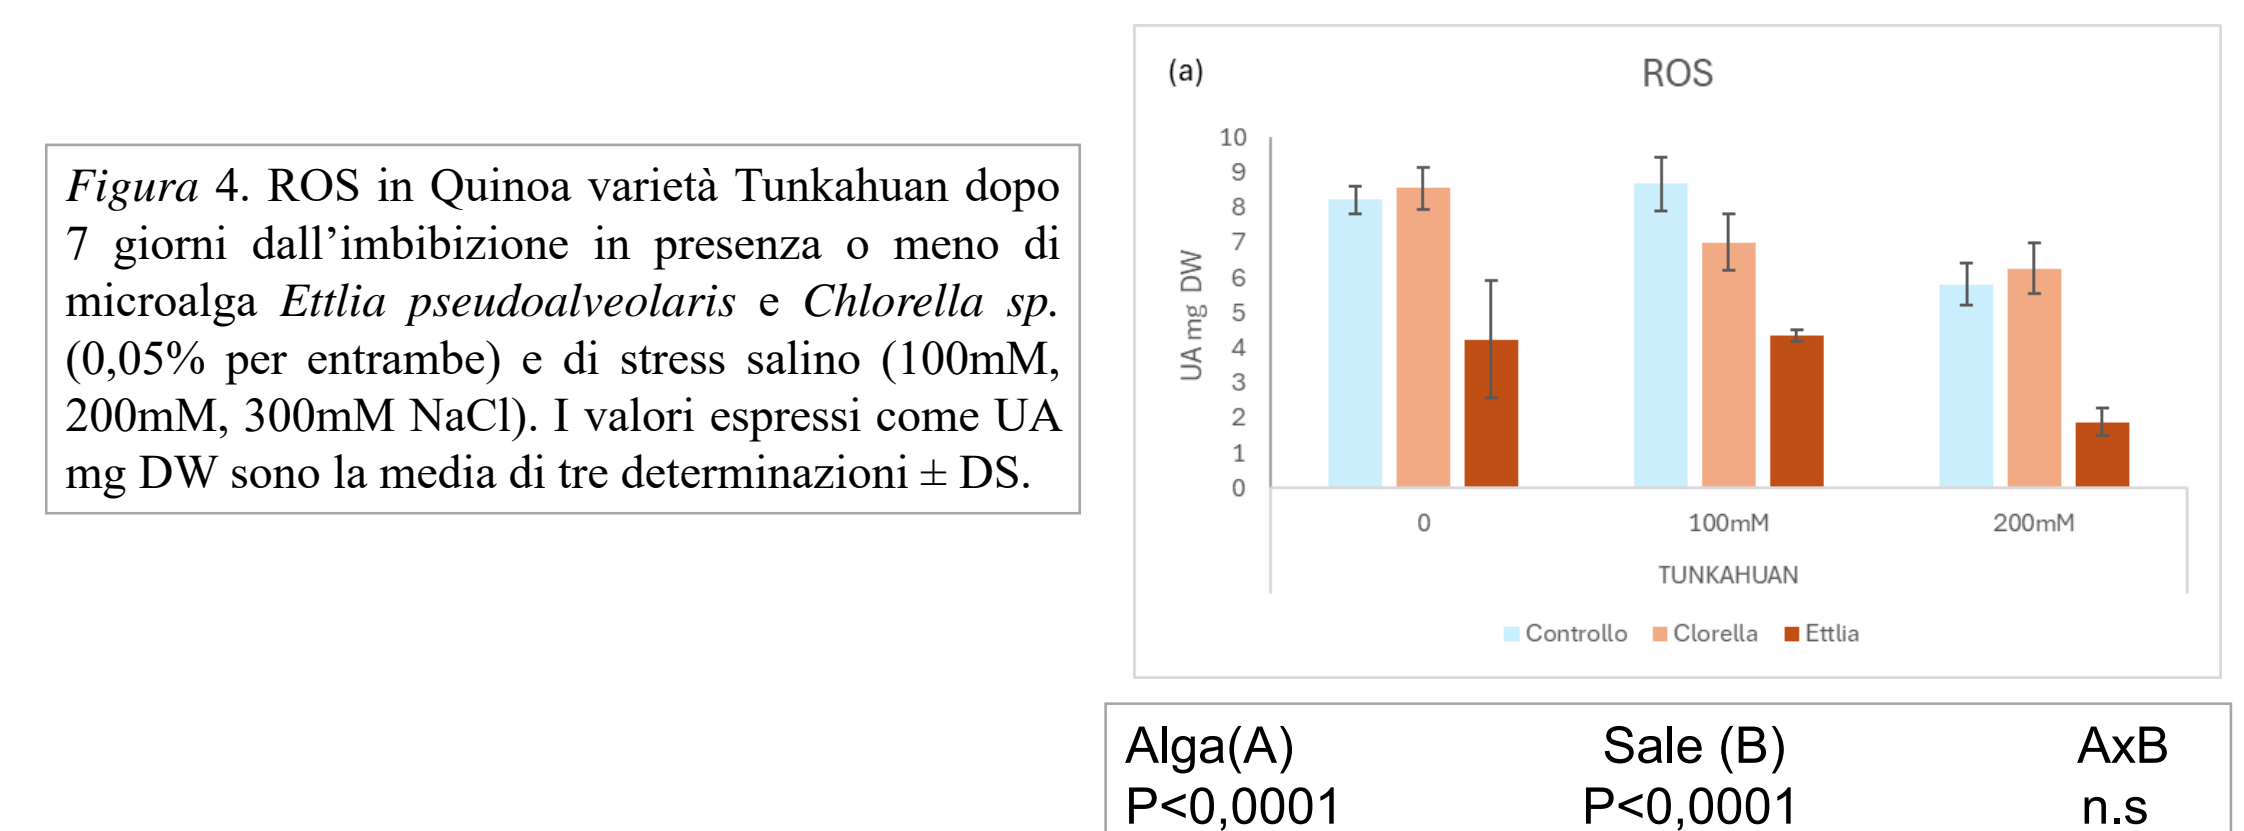 Figura 4. ROS in Quinoa varietà Tunkahuan dopo
7 giorni dall’imbibizione in presenza o meno di
microalga Ettlia pseudoalveolaris e Chlorella sp.
(0,05% per entrambe) e di stress salino (100mM,
200mM, 300mM NaCl). I valori espressi come UA
mg DW sono la media di tre determinazioni ± DS.
(a)
ROS
UA mg DW
10
9
8
7
6
5
4
3
2
1
0
0 100mM 200mM
TUNKAHUAN
Controllo Clorella Ettlia
Alga(A) Sale (B) AxB
P<0,0001 P<0,0001 n.s